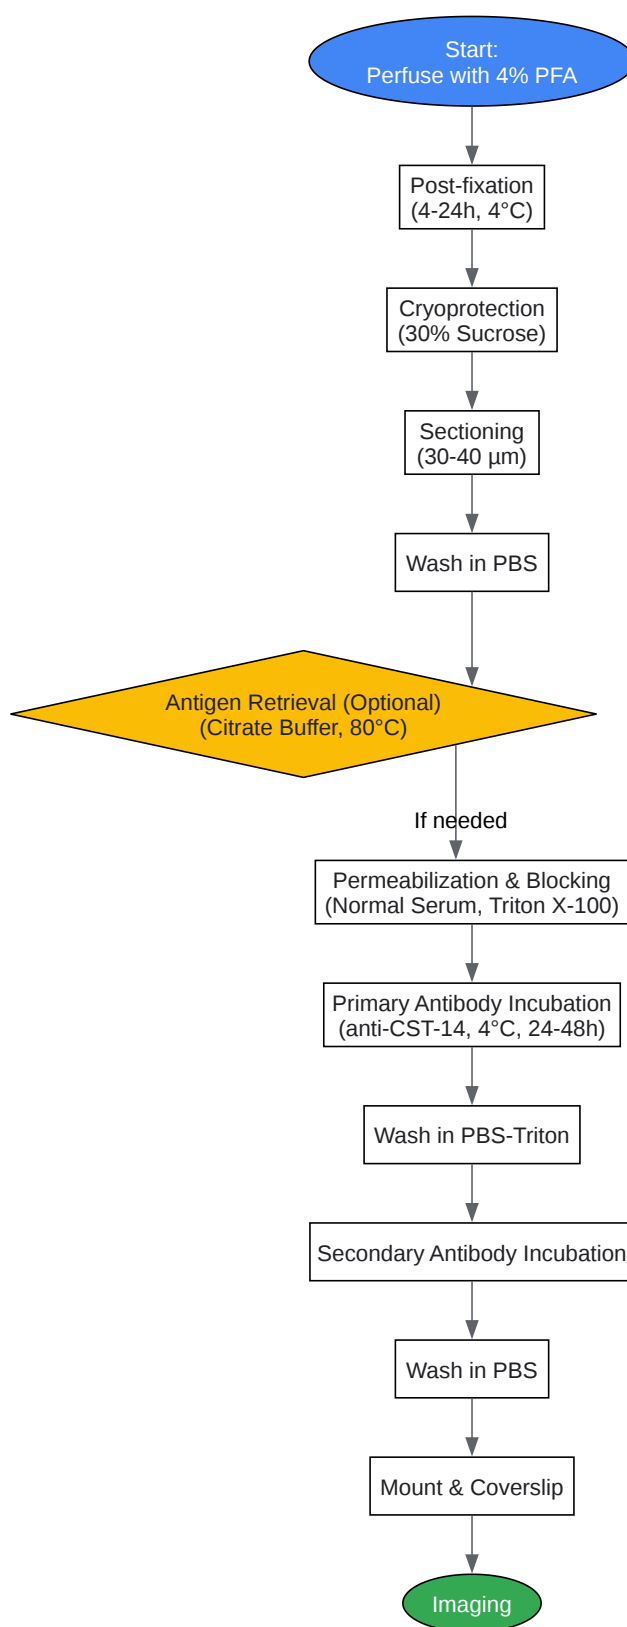 Start:
Perfuse with 4% PFA
Post-fixation
(4-24h, 4°C)
Cryoprotection
(30% Sucrose)
Sectioning
(30-40 µm)
Wash in PBS
Antigen Retrieval (Optional)
(Citrate Buffer, 80°C)
If needed
Permeabilization & Blocking
(Normal Serum, Triton X-100)
Primary Antibody Incubation
(anti-CST-14, 4°C, 24-48h)
Wash in PBS-Triton
Secondary Antibody Incubation
Wash in PBS
Mount & Coverslip
Imaging